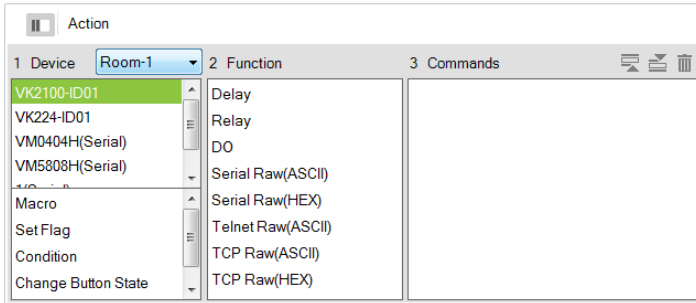 Action
1 Device Room-1 2 Function 3 Commands
VK2100-ID01
VK224-ID01
VM0404H(Serial)
VM5808H(Serial)
Macro
Set Flag
Condition
Change Button State
Delay
Relay
DO
Serial Raw(ASCII)
Serial Raw(HEX)
Telnet Raw(ASCII)
TCP Raw(ASCII)
TCP Raw(HEX)